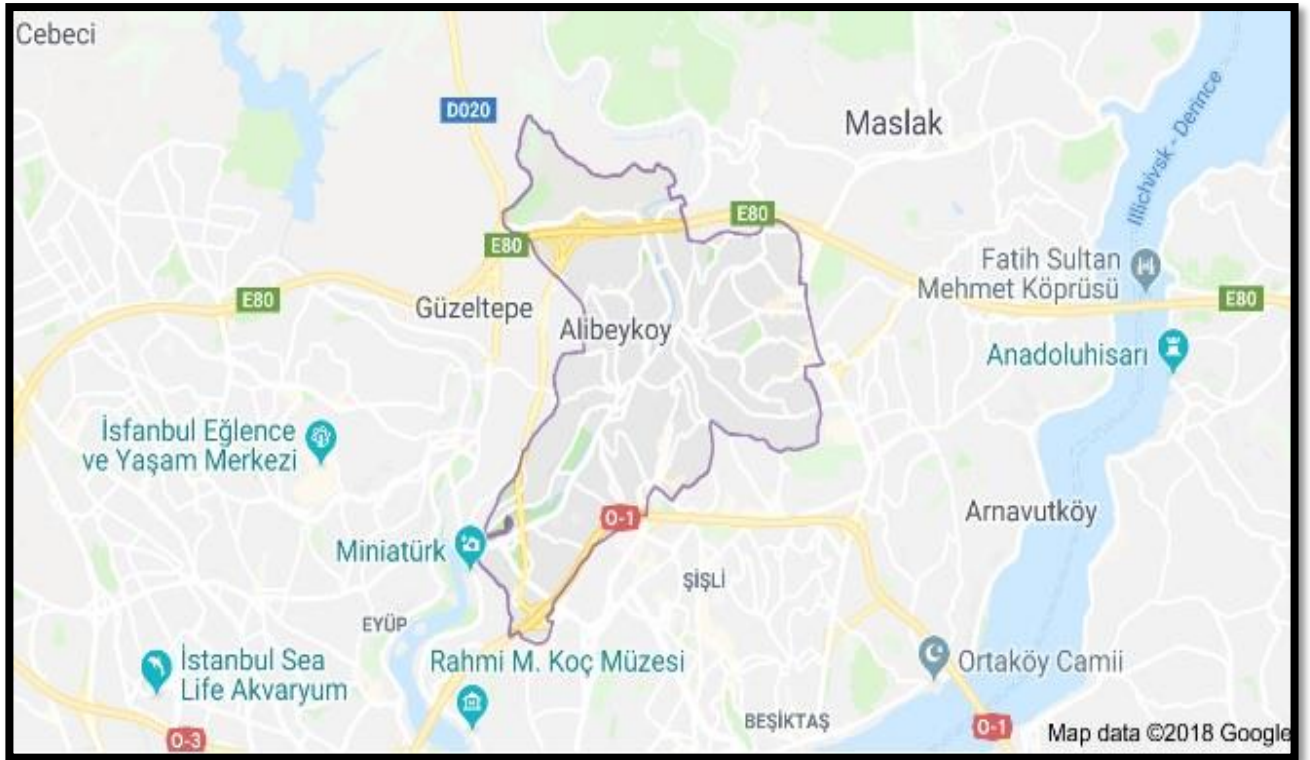 Cebeci
D020
Maslak
Illichivsk - Derince
E80
E80
Fatih Sultan
Mehmet Köprüsü
E80
E80
Güzeltepe
Alibeykoy
Anadoluhisarı
İsfanbul Eğlence
ve Yaşam Merkezi
O-1
Arnavutköy
Miniatürk
ŞİŞLİ
EYÜP
İstanbul Sea
Life Akvaryum
Rahmi M. Koç Müzesi
Ortaköy Camii
BEŞİKTAŞ
O-1
O-3
Map data ©2018 Google